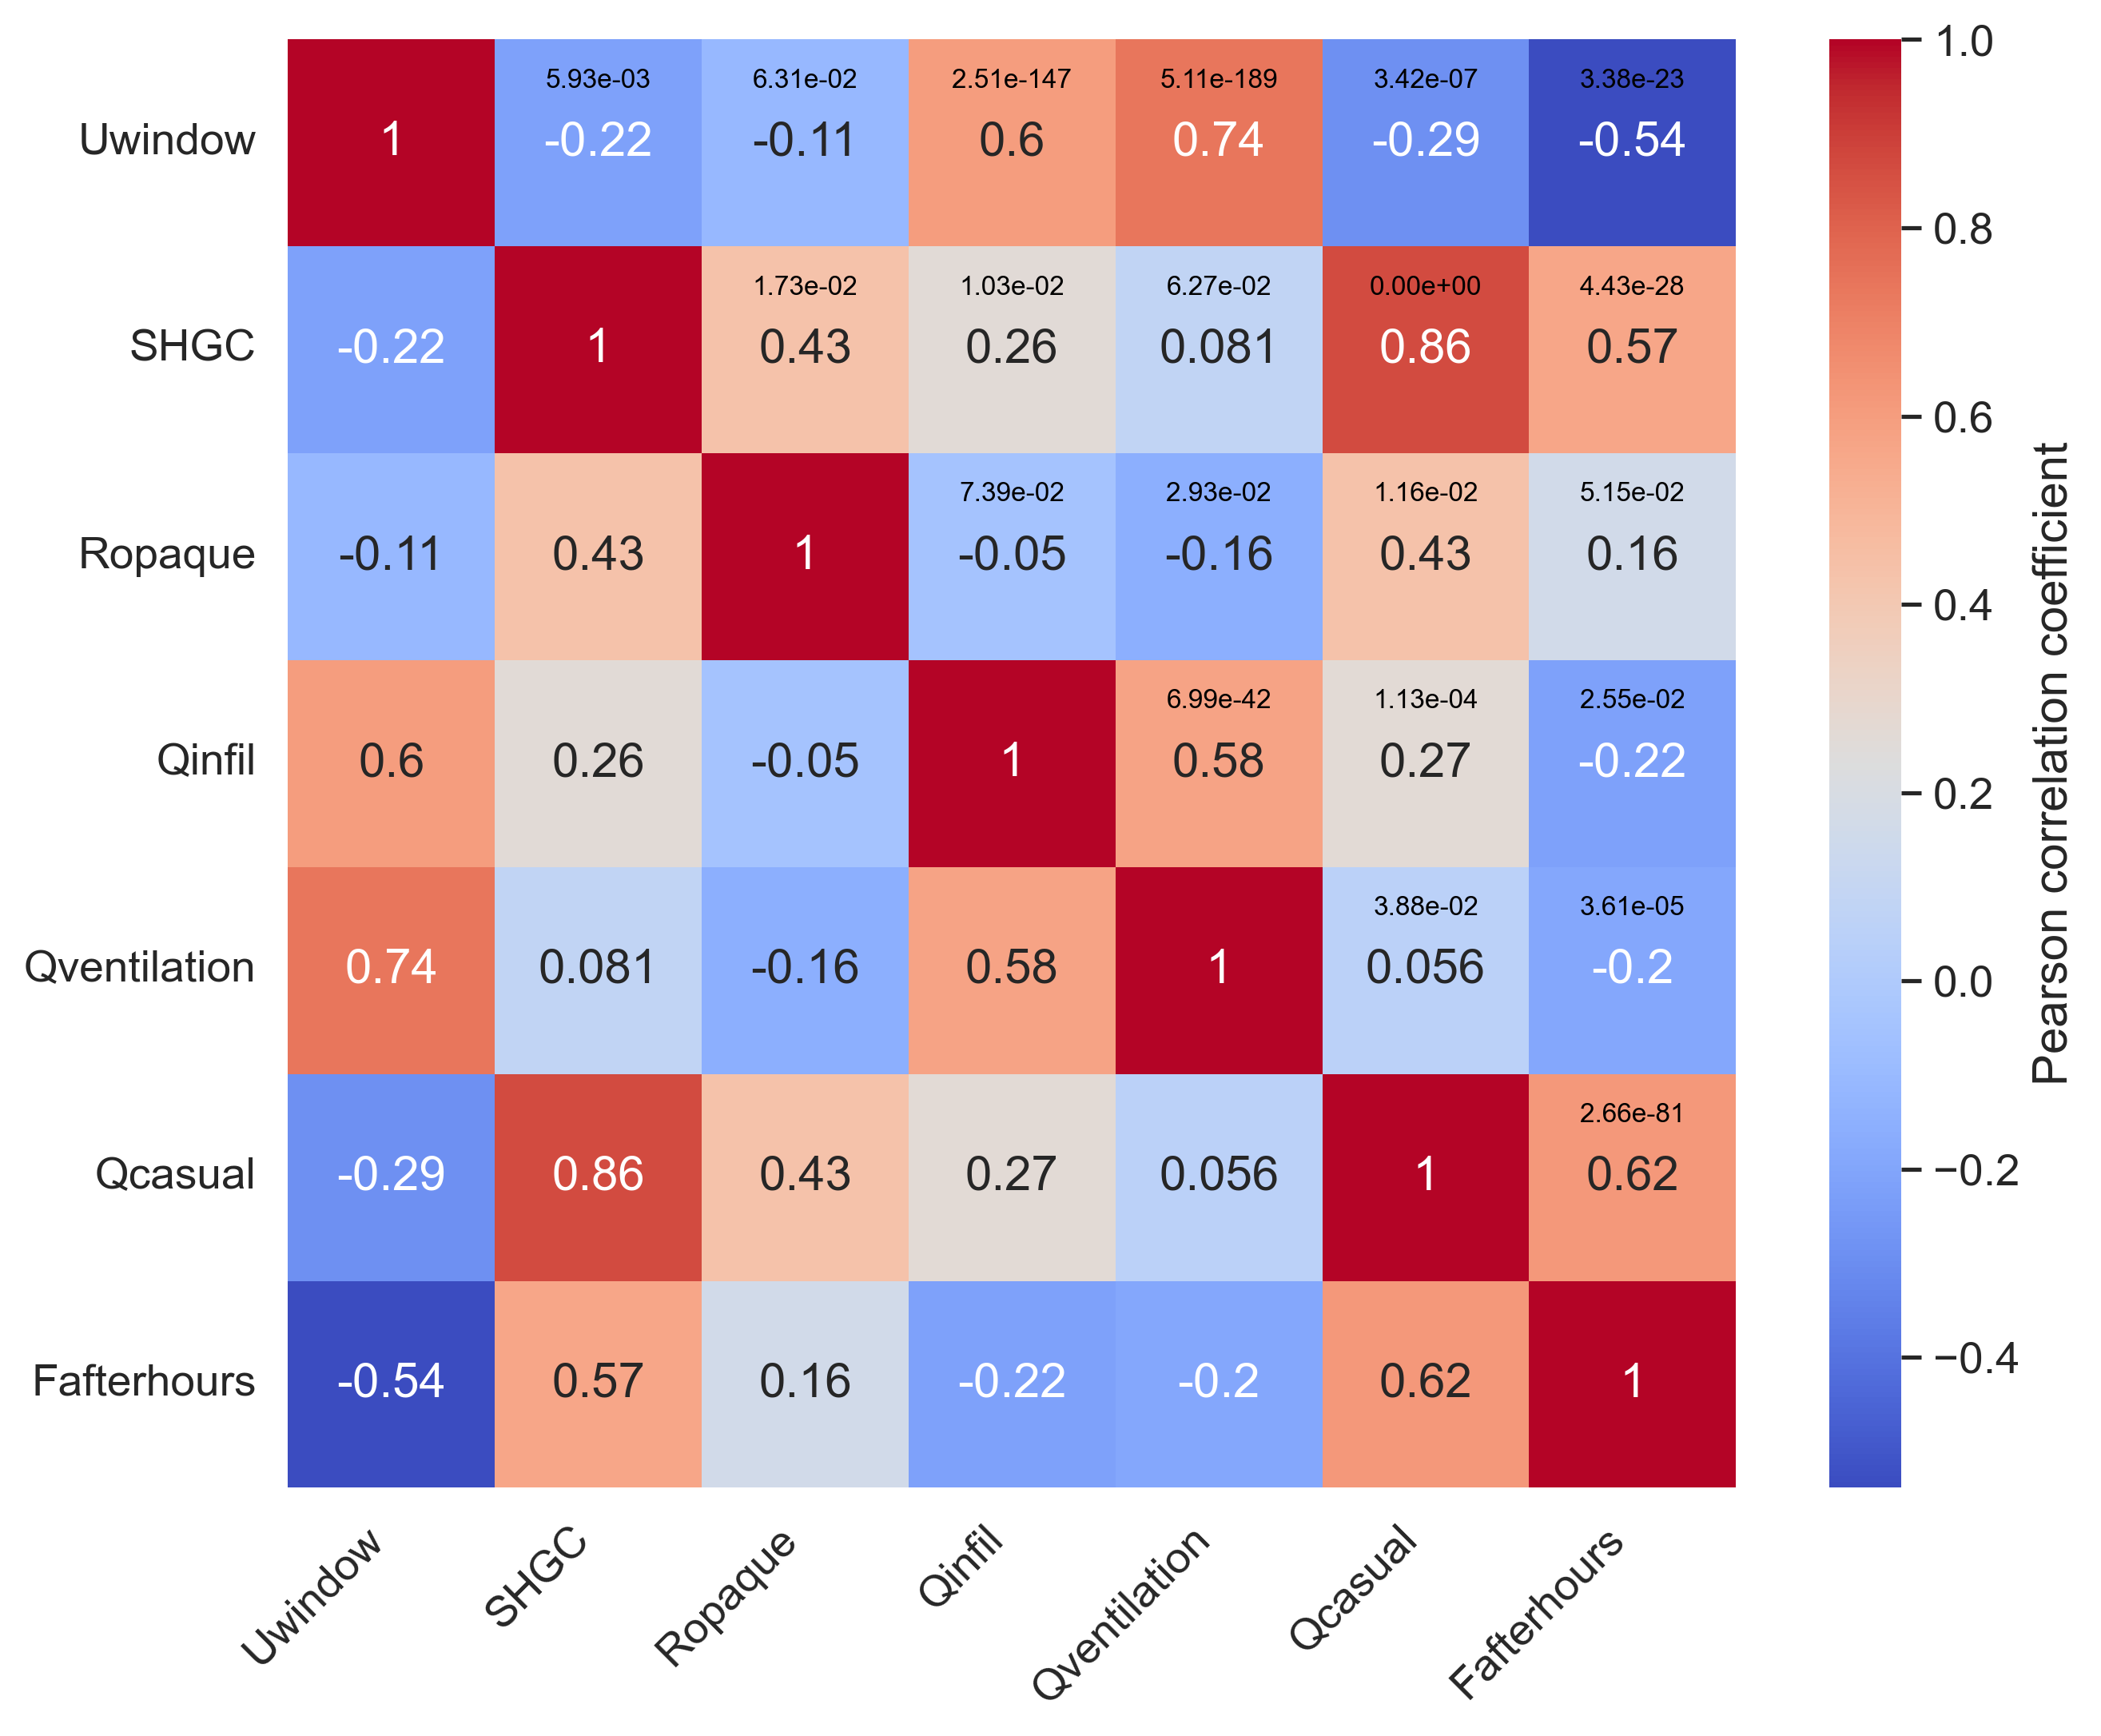 5.93e-03 6.31e-02 2.51e-147 5.11e-189 3.42e-07 3.38e-23
Uwindow 1 -0.22 -0.11 0.6 0.74 -0.29 -0.54
1.73e-02 1.03e-02 6.27e-02 0.00e+00 4.43e-28
SHGC -0.22 1 0.43 0.26 0.081 0.86 0.57
7.39e-02 2.93e-02 1.16e-02 5.15e-02
Ropaque -0.11 0.43 1 -0.05 -0.16 0.43 0.16
6.99e-42 1.13e-04 2.55e-02
Qinfil 0.6 0.26 -0.05 1 0.58 0.27 -0.22
3.88e-02 3.61e-05
Qventilation 0.74 0.081 -0.16 0.58 1 0.056 -0.2
2.66e-81
Qcasual -0.29 0.86 0.43 0.27 0.056 1 0.62
Fafterhours -0.54 0.57 0.16 -0.22 -0.2 0.62 1
Uwindow SHGC Ropaque Qinfil Qventilation Qcasual Fafterhours
1.0
0.8
0.6
0.4
0.2
0.0
−0.2
−0.4
Pearson correlation coefficient